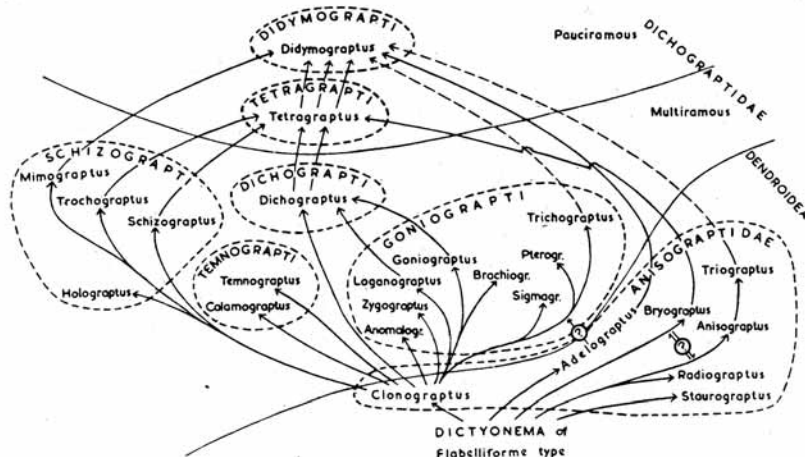 DIDYMOGRAPTI
Didymograptus
Pauciramous
DICHOGRAPTIDAE
TETRAGRAPTI
Tetragraptus
Multiramous
SCHIZOGRAPTI
Mimograptus
Trochograptus
Schizograptus
Holograptus
DICHOGRAPTI
Dichograptus
GONIOGRAPTI
Trichograptus
DENDROIDEA
TEMNOGRAPTI
Temnograptus
Calamograptus
Goniograptus
Loganograptus
Zygograptus
Anomalogr.
Brachiogr.
Pterogr.
Sigmagr.
ANISOGRAPTIDAE
Triograptus
Bryograptus
Anisograptus
Adelograptus
?
?
Radiograptus
Staurograptus
Clonograptus
DICTYONEMA of
flabelliforme type